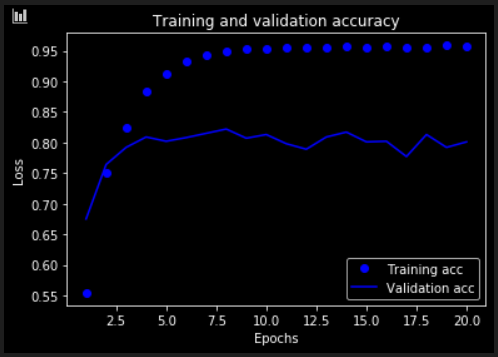 Training and validation accuracy
0.95
0.90
0.85
0.80
0.75
0.70
0.65
0.60
0.55
Loss
Training acc
Validation acc
2.5 5.0 7.5 10.0 12.5 15.0 17.5 20.0
Epochs